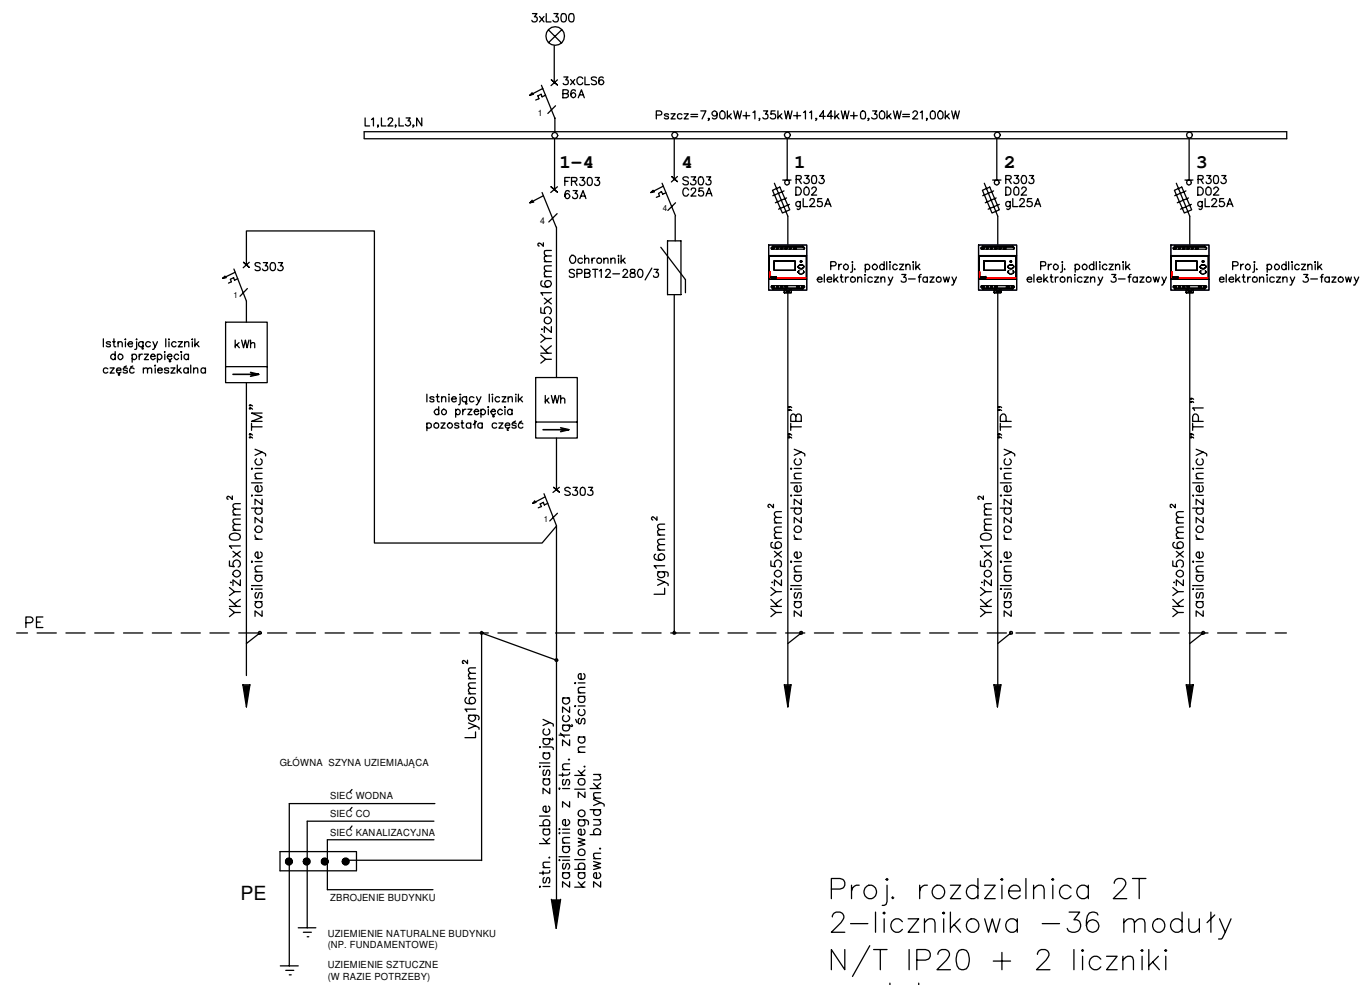 3xL300
3xCLS6
B6A
1
L1,L2,L3,N
Pszcz=7,90kW+1,35kW+11,44kW+0,30kW=21,00kW
1-4
FR303
63A
4
4
S303
C25A
4
1
R303
D02
gL25A
2
R303
D02
gL25A
3
R303
D02
gL25A
S303
1
YKYżo5x16mm²
Ochronnik
SPBT12-280/3
Proj. podlicznik
elektroniczny 3-fazowy
Proj. podlicznik
elektroniczny 3-fazowy
Proj. podlicznik
elektroniczny 3-fazowy
Istniejący licznik
do przepięcia
część mieszkalna
kWh
Istniejący licznik
do przepięcia
pozostała część
kWh
S303
1
YKYżo5x10mm²
zasilanie rozdzielnicy "TM"
Lyg16mm²
YKYżo5x6mm²
zasilanie rozdzielnicy "TB"
YKYżo5x10mm²
zasilanie rozdzielnicy "TP"
YKYżo5x6mm²
zasilanie rozdzielnicy "TP1"
PE
Lyg16mm²
istn. kable zasilający
zasilaniie z istn. złącza
kablowego zlok. na ścianie
zewn. budynku
GŁÓWNA SZYNA UZIEMIAJĄCA
SIEĆ WODNA
SIEĆ CO
SIEĆ KANALIZACYJNA
PE
ZBROJENIE BUDYNKU
UZIEMIENIE NATURALNE BUDYNKU
(NP. FUNDAMENTOWE)
UZIEMIENIE SZTUCZNE
(W RAZIE POTRZEBY)
Proj. rozdzielnica 2T
2-licznikowa -36 moduły
N/T IP20 + 2 liczniki